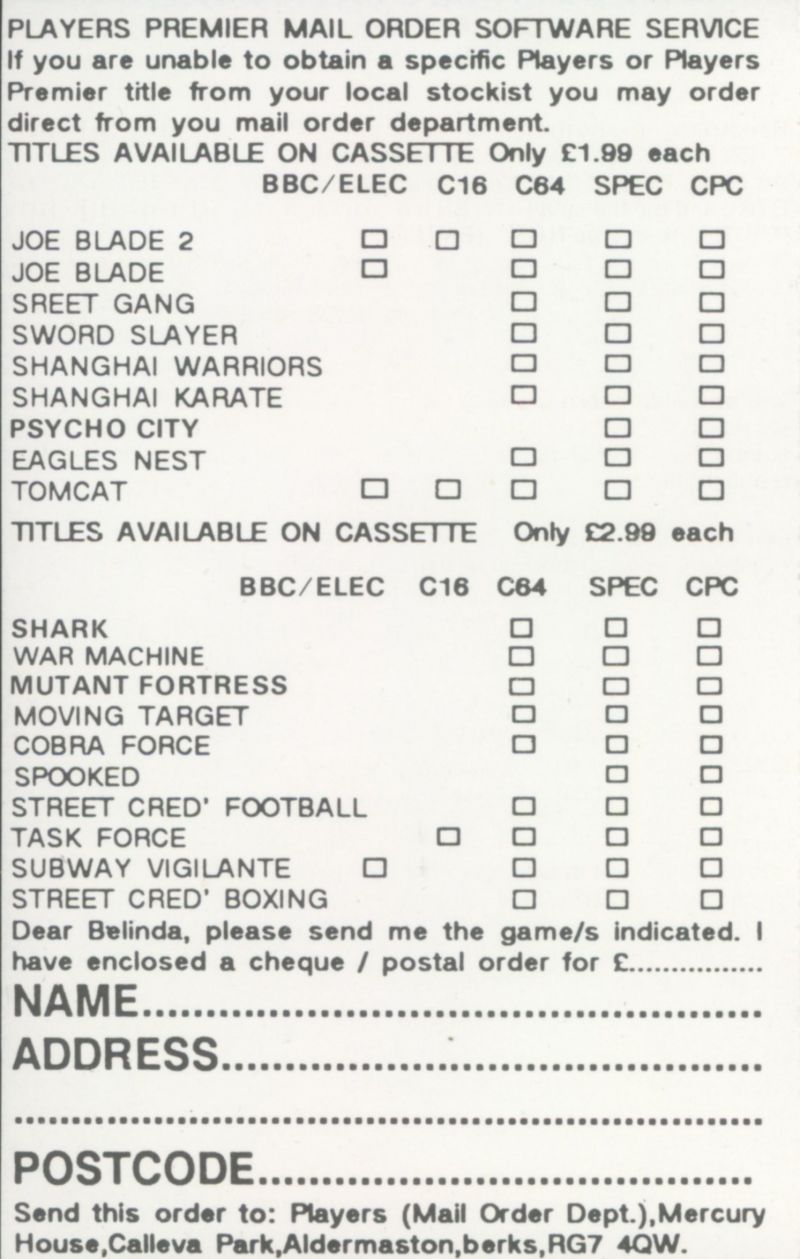 PLAYERS PREMIER MAIL ORDER SOFTWARE SERVICE
If you are unable to obtain a specific Players or Players
Premier title from your local stockist you may order
direct from you mail order department.
TITLES AVAILABLE ON CASSETTE Only £1.99 each
BBC/ELEC C16 C64 SPEC CPC
JOE BLADE 2 □ □ □ □ □
JOE BLADE □ □ □ □
SREET GANG □ □ □
SWORD SLAYER □ □ □
SHANGHAI WARRIORS □ □ □
SHANGHAI KARATE □ □ □
PSYCHO CITY □ □
EAGLES NEST □ □ □
TOMCAT □ □ □ □ □
TITLES AVAILABLE ON CASSETTE Only £2.99 each
BBC/ELEC C16 C64 SPEC CPC
SHARK □ □ □
WAR MACHINE □ □ □
MUTANT FORTRESS □ □ □
MOVING TARGET □ □ □
COBRA FORCE □ □ □
SPOOKED □ □
STREET CRED' FOOTBALL □ □ □
TASK FORCE □ □ □ □
SUBWAY VIGILANTE □ □ □ □
STREET CRED' BOXING □ □ □
Dear Belinda, please send me the game/s indicated. I
have enclosed a cheque / postal order for £................
NAME.............................................
ADDRESS.......................................
................................................................
POSTCODE....................................
Send this order to: Players (Mail Order Dept.),Mercury
House,Calleva Park,Aldermaston,berks,RG7 4QW.